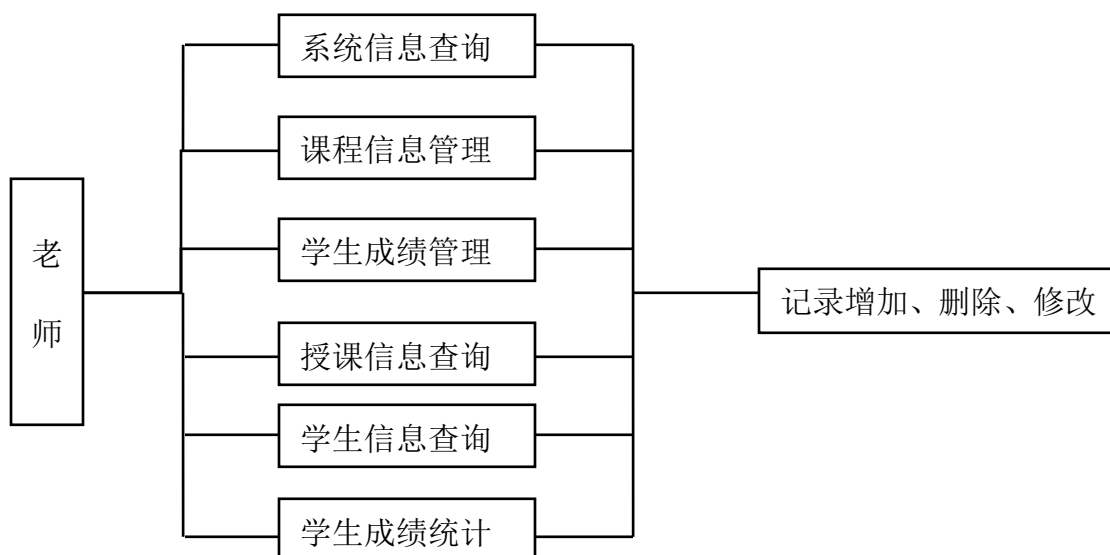 老师
系统信息查询
课程信息管理
学生成绩管理
授课信息查询
学生信息查询
学生成绩统计
记录增加、删除、修改